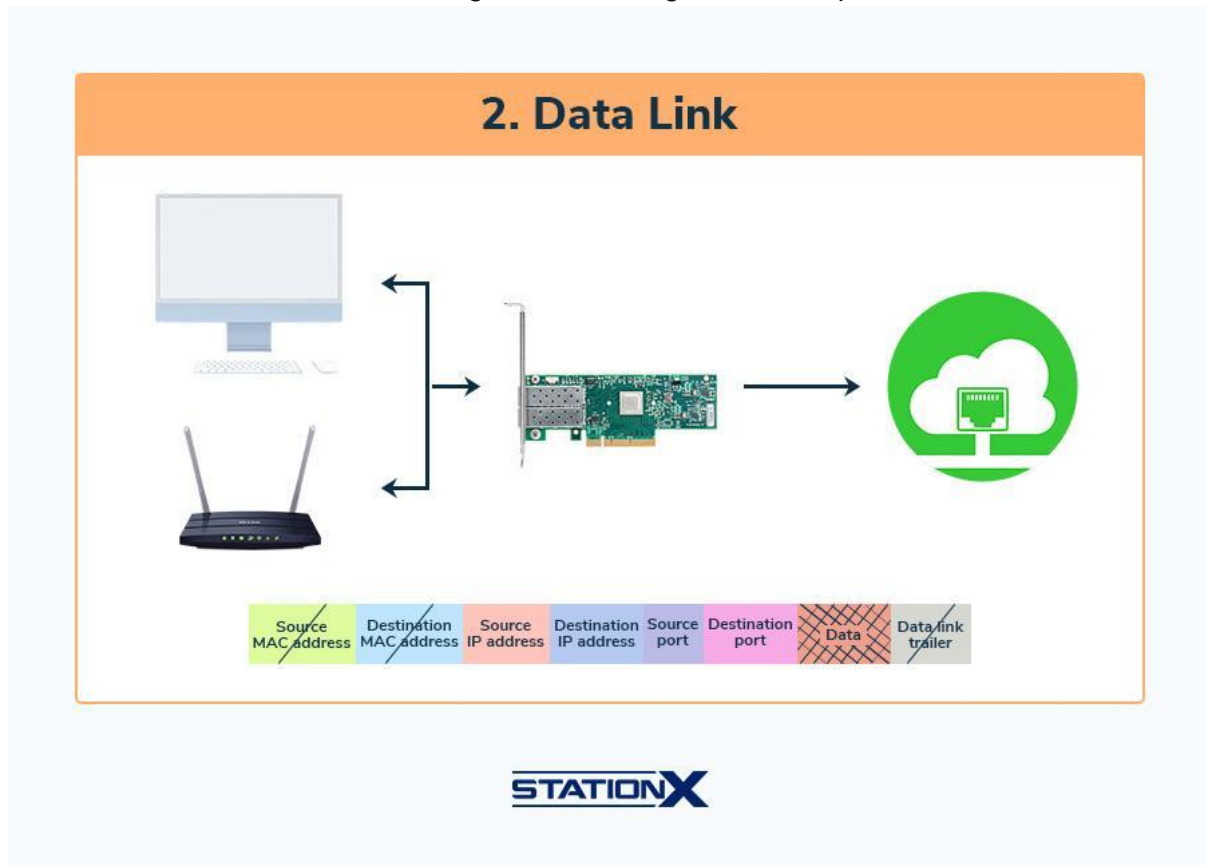 2. Data Link
Source MAC address
Destination MAC address
Source IP address
Destination IP address
Source port
Destination port
Data
Data link trailer
STATIONX